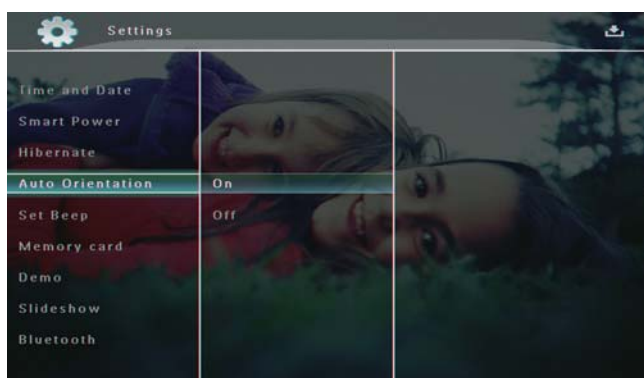 Settings
Time and Date
Smart Power
Hibernate
Auto Orientation
On
Set Beep
Off
Memory card
Demo
Slideshow
Bluetooth